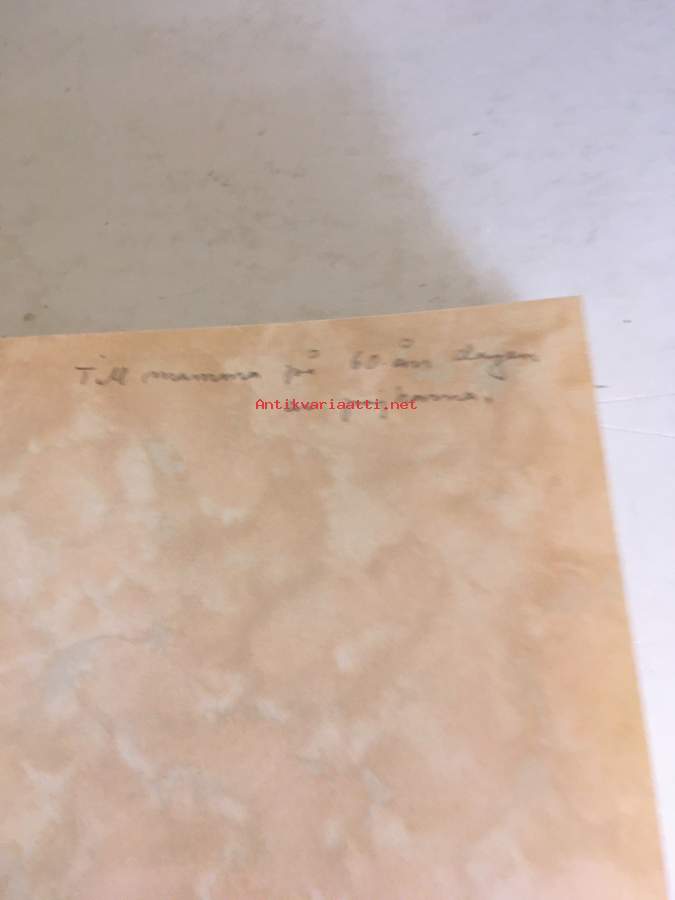 Till mamma på 60 års dagen
Antikvariaatti.net